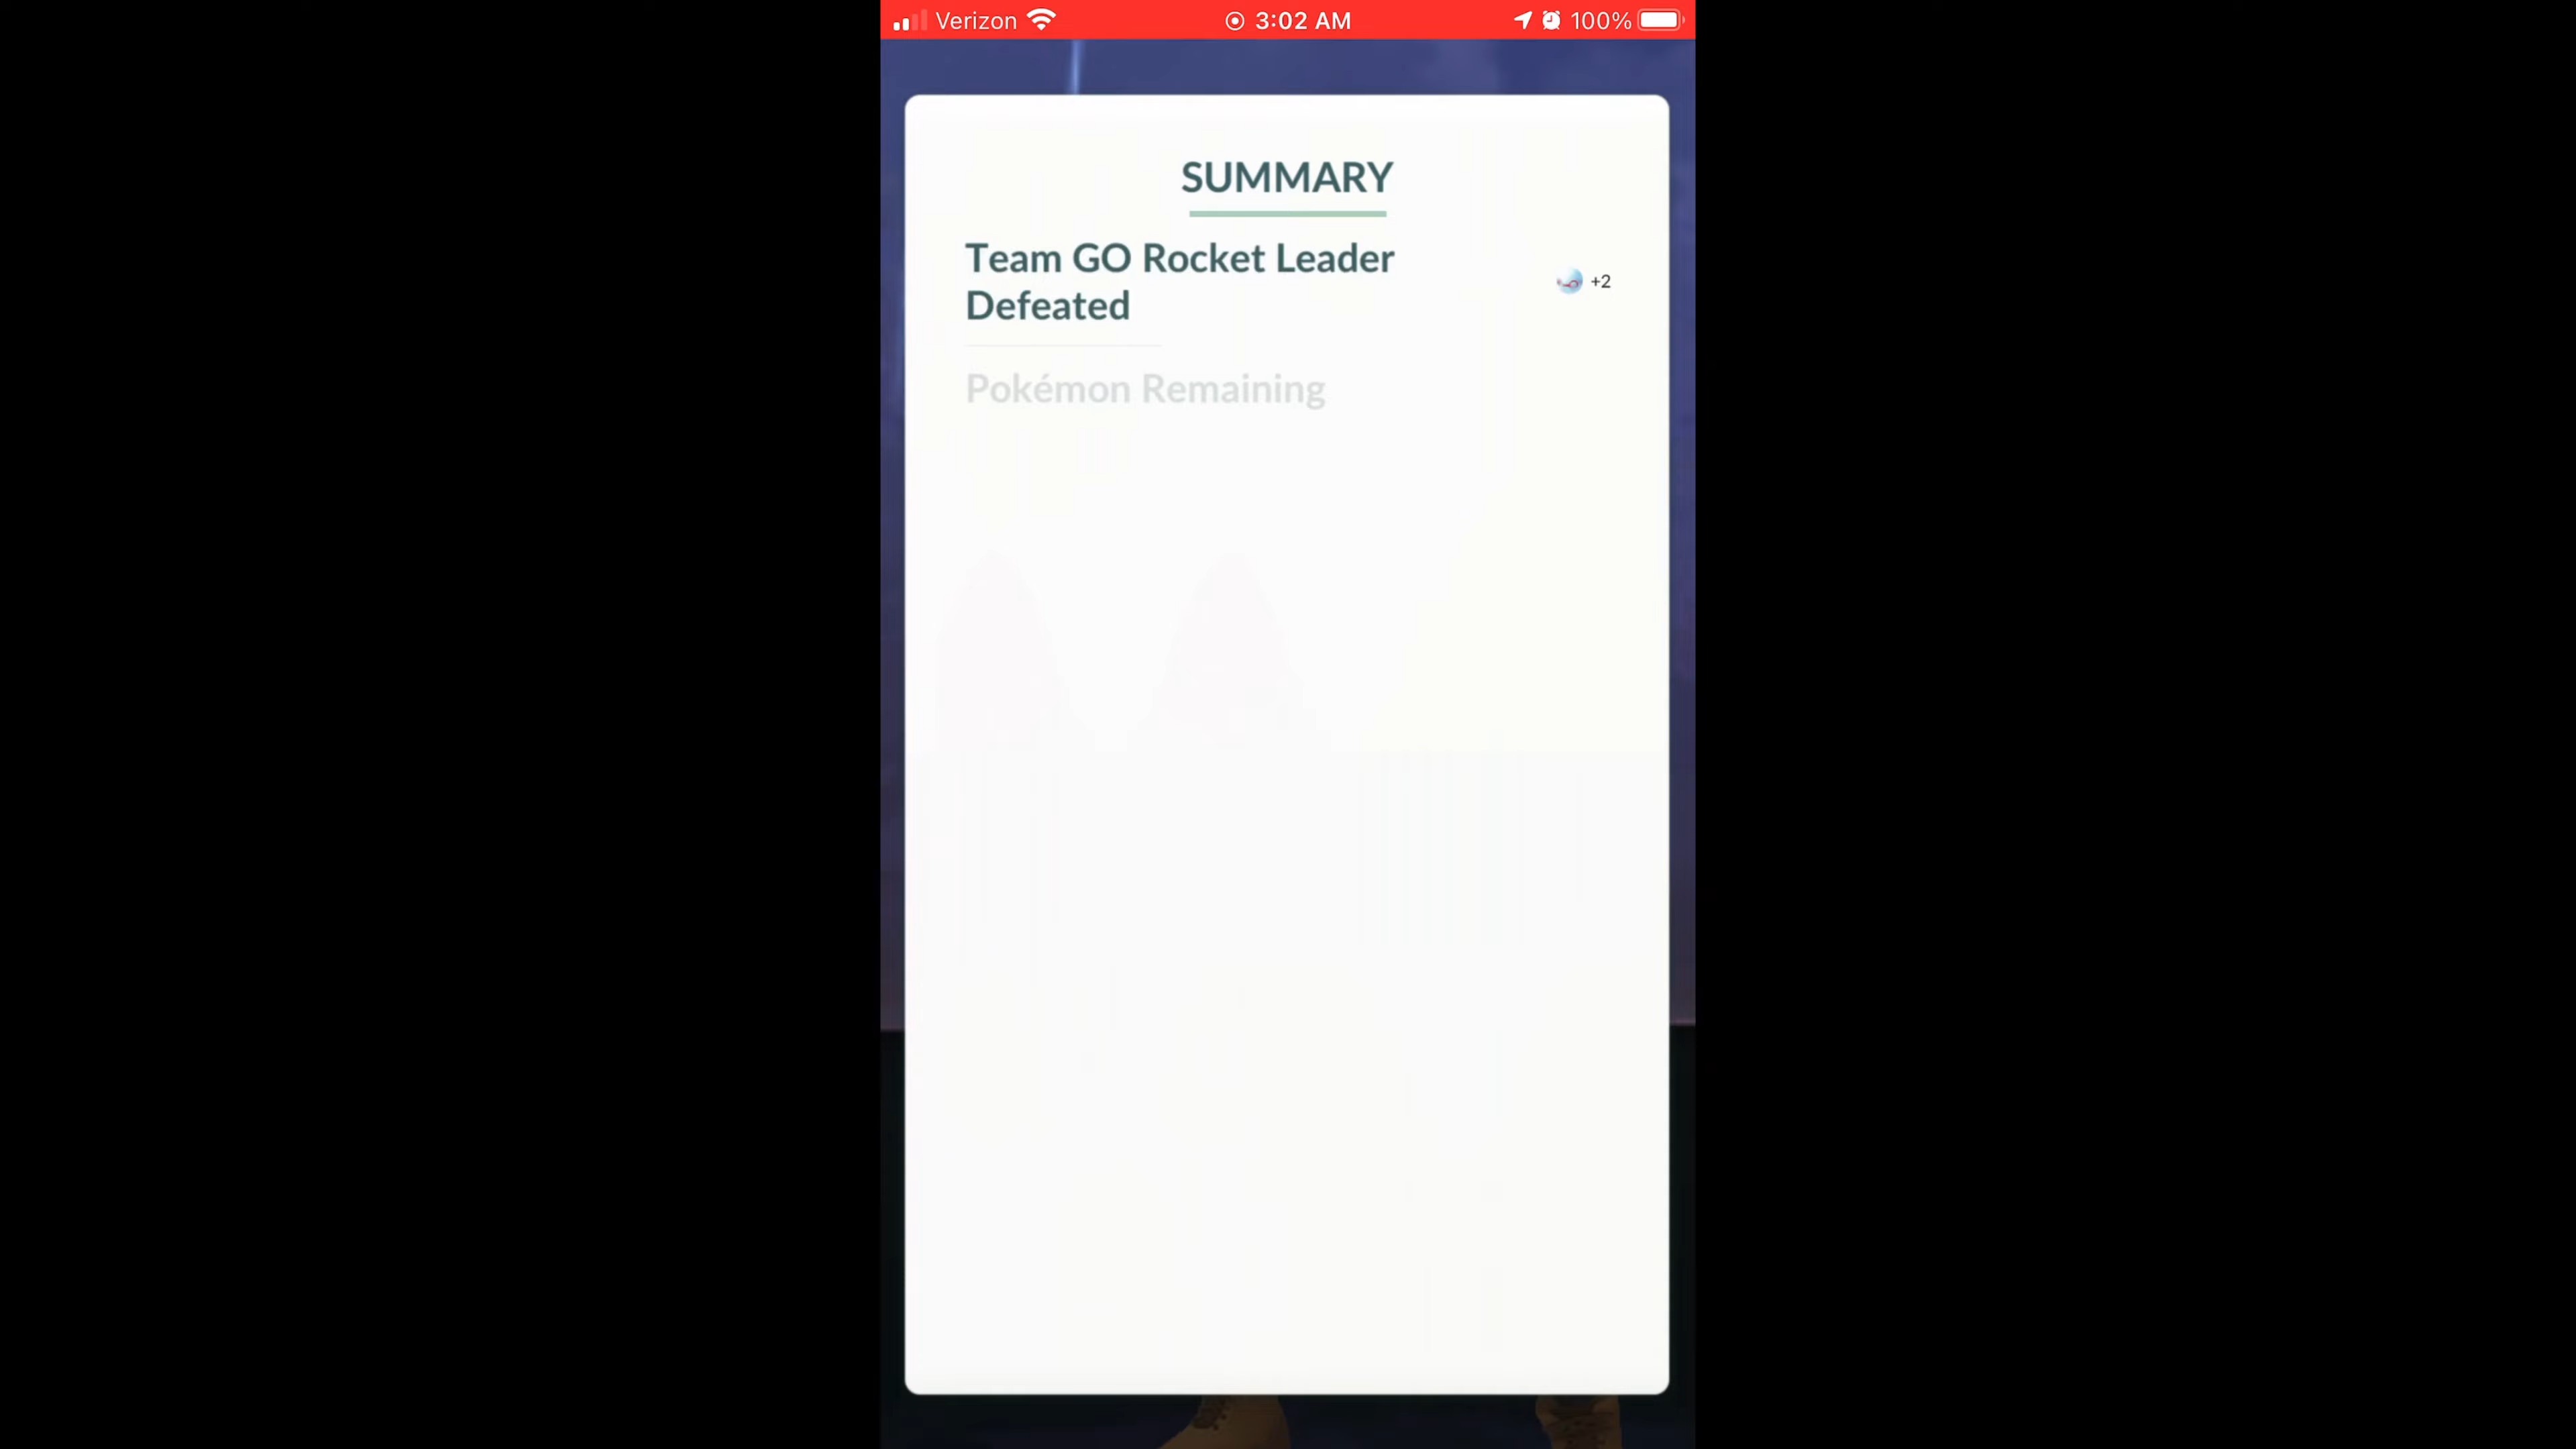 Verizon 3:02 AM 100%
SUMMARY
Team GO Rocket Leader
Defeated
+2
Pokémon Remaining